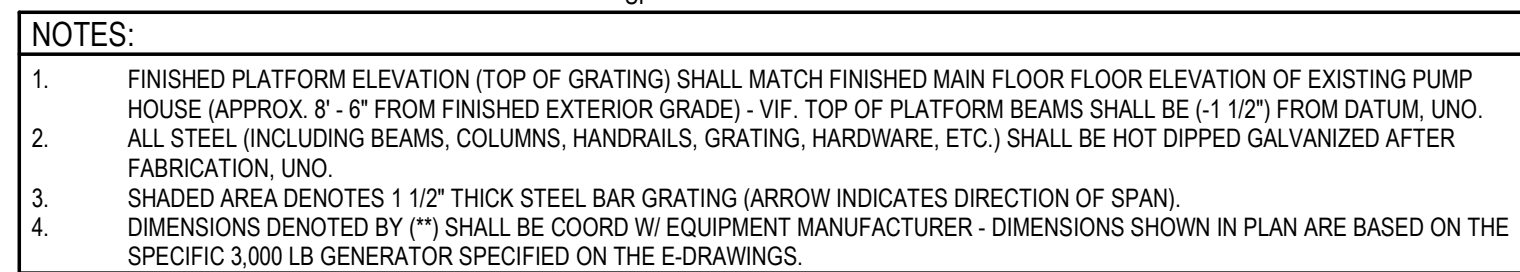 NOTES:
1. FINISHED PLATFORM ELEVATION (TOP OF GRATING) SHALL MATCH FINISHED MAIN FLOOR FLOOR ELEVATION OF EXISTING PUMP
HOUSE (APPROX. 8' - 6" FROM FINISHED EXTERIOR GRADE) - VIF. TOP OF PLATFORM BEAMS SHALL BE (-1 1/2") FROM DATUM, UNO.
2. ALL STEEL (INCLUDING BEAMS, COLUMNS, HANDRAILS, GRATING, HARDWARE, ETC.) SHALL BE HOT DIPPED GALVANIZED AFTER
FABRICATION, UNO.
3. SHADED AREA DENOTES 1 1/2" THICK STEEL BAR GRATING (ARROW INDICATES DIRECTION OF SPAN).
4. DIMENSIONS DENOTED BY (**) SHALL BE COORD W/ EQUIPMENT MANUFACTURER - DIMENSIONS SHOWN IN PLAN ARE BASED ON THE
SPECIFIC 3,000 LB GENERATOR SPECIFIED ON THE E-DRAWINGS.